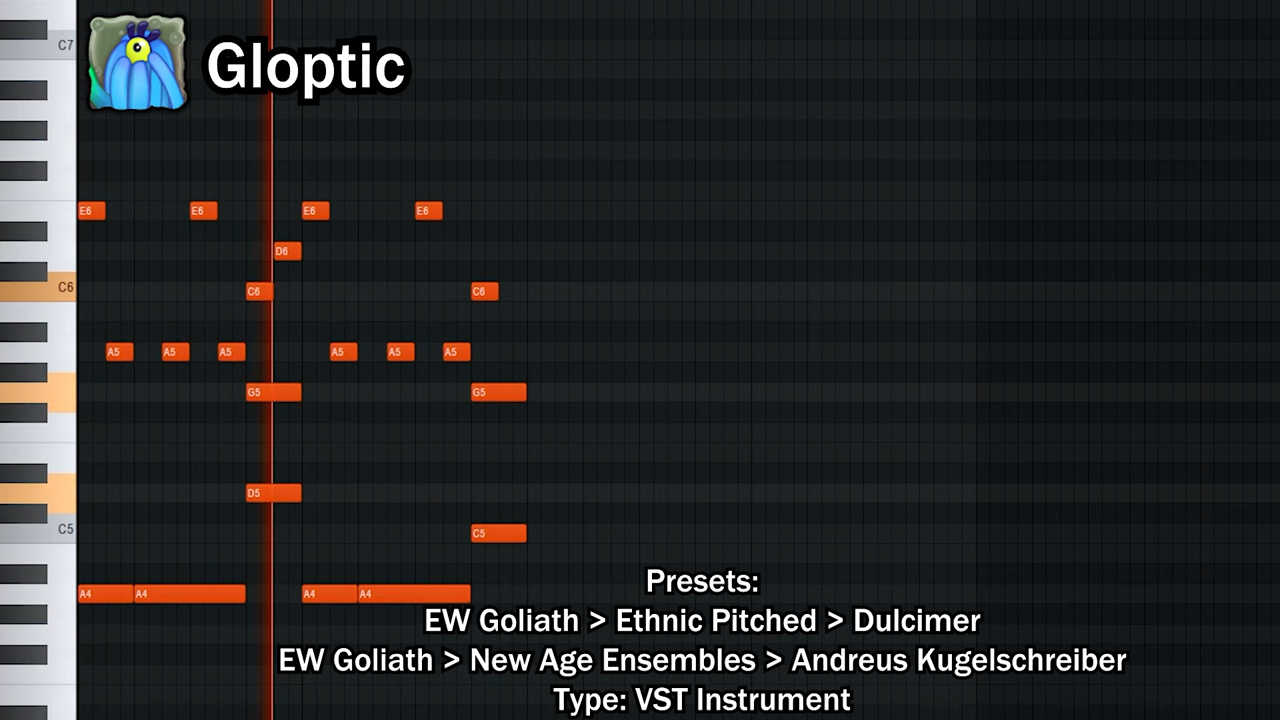 C7
Gloptic
E6 E6 E6 E6
D6
C6 C6 C6
A5 A5 A5 A5 A5 A5
G5 G5
D5
C5 C5
A4 A4 A4 A4
Presets:
EW Goliath > Ethnic Pitched > Dulcimer
EW Goliath > New Age Ensembles > Andreus Kugelschreiber
Type: VST Instrument